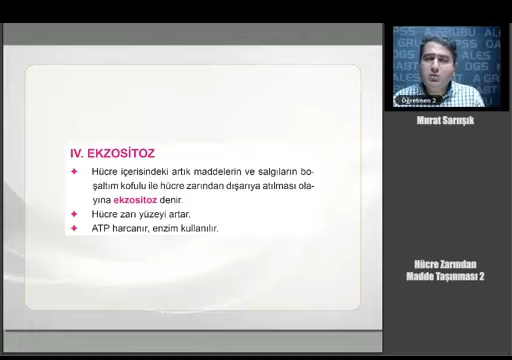 IV. EKZOSİTOZ
✦ Hücre içerisindeki artık maddelerin ve salgıların bo-
şaltım kofulu ile hücre zarından dışarıya atılması ola-
yına ekzositoz denir.
✦ Hücre zarı yüzeyi artar.
✦ ATP harcanır, enzim kullanılır.
Öğretmen 2
Murat Sarıışık
Hücre Zarından
Madde Taşınması 2